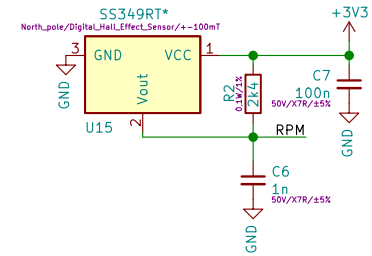 SS349RT*
North_pole/Digital_Hall_Effect_Sensor/+-100mT
+3V3
3
GND
VCC
1
GND
Vout
U15
2
R2
0.1W/1%
2k4
C7
100n
50V/X7R/±5%
GND
RPM
C6
1n
50V/X7R/±5%
GND